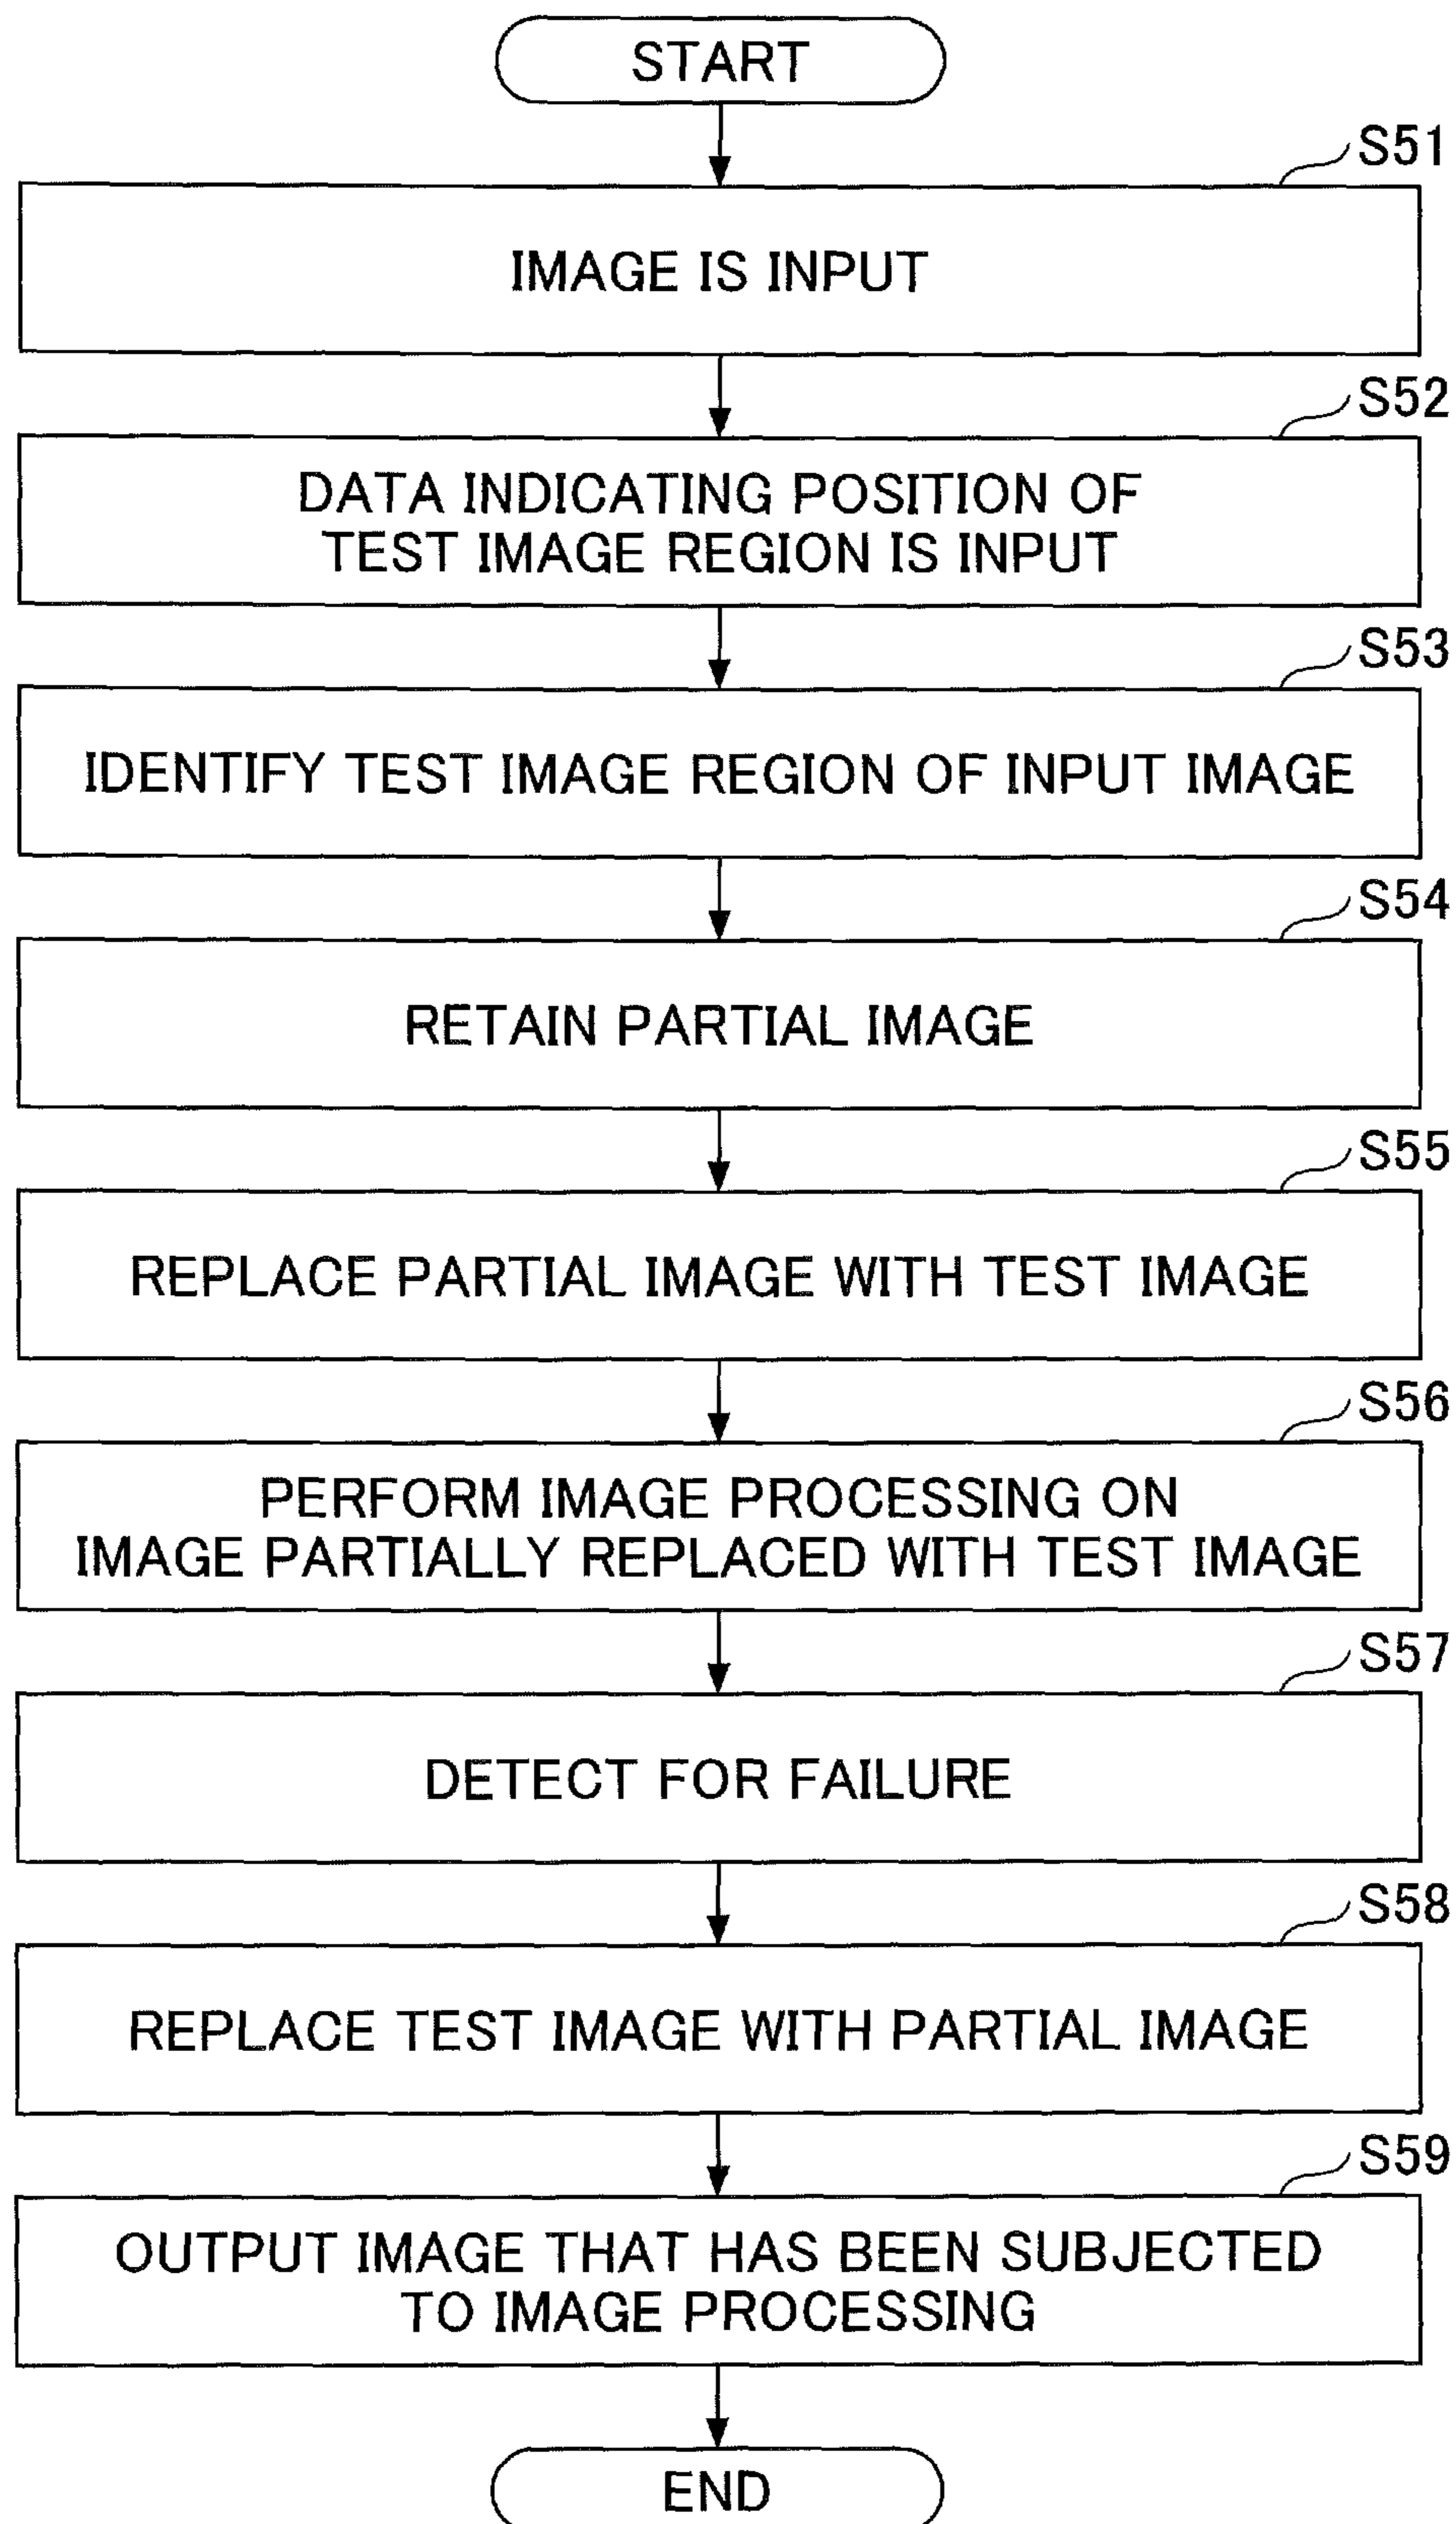 START
S51
IMAGE IS INPUT
S52
DATA INDICATING POSITION OF
TEST IMAGE REGION IS INPUT
S53
IDENTIFY TEST IMAGE REGION OF INPUT IMAGE
S54
RETAIN PARTIAL IMAGE
S55
REPLACE PARTIAL IMAGE WITH TEST IMAGE
S56
PERFORM IMAGE PROCESSING ON
IMAGE PARTIALLY REPLACED WITH TEST IMAGE
S57
DETECT FOR FAILURE
S58
REPLACE TEST IMAGE WITH PARTIAL IMAGE
S59
OUTPUT IMAGE THAT HAS BEEN SUBJECTED
TO IMAGE PROCESSING
END